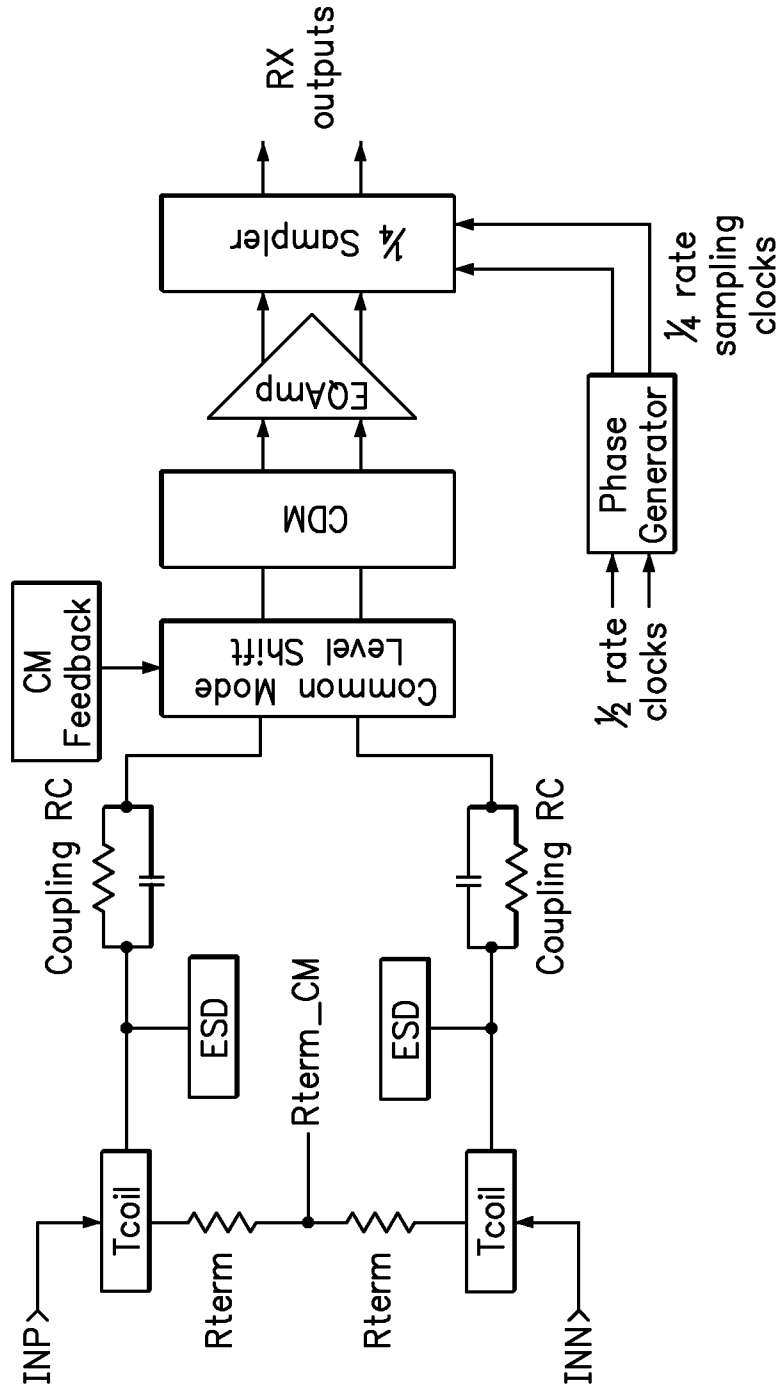 INP
Tcoil
Rterm
Rterm_CM
Rterm
Tcoil
INN
ESD
ESD
Coupling RC
Coupling RC
CM
Feedback
Common Mode
Level Shift
CDM
EQAmp
¼ Sampler
RX
outputs
½ rate
clocks
Phase
Generator
¼ rate
sampling
clocks